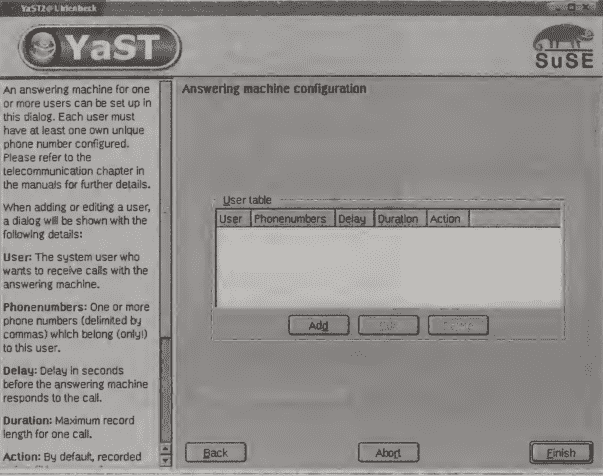 YaST2@Lidenbeck
YaST
SuSE
An answering machine for one
or more users can be set up in
this dialog. Each user must
have at least one own unique
phone number configured.
Please refer to the
telecommunication chapter in
the manuals for further details.
When adding or editing a user,
a dialog will be shown with the
following details:
User: The system user who
wants to receive calls with the
answering machine.
Phonenumbers: One or more
phone numbers (delimited by
commas) which belong (only!)
to this user.
Delay: Delay in seconds
before the answering machine
responds to the call.
Duration: Maximum record
length for one call.
Action: By default, recorded
Answering machine configuration
User table
User Phonenumbers Delay Duration Action
Add
Back
Abort
Finish